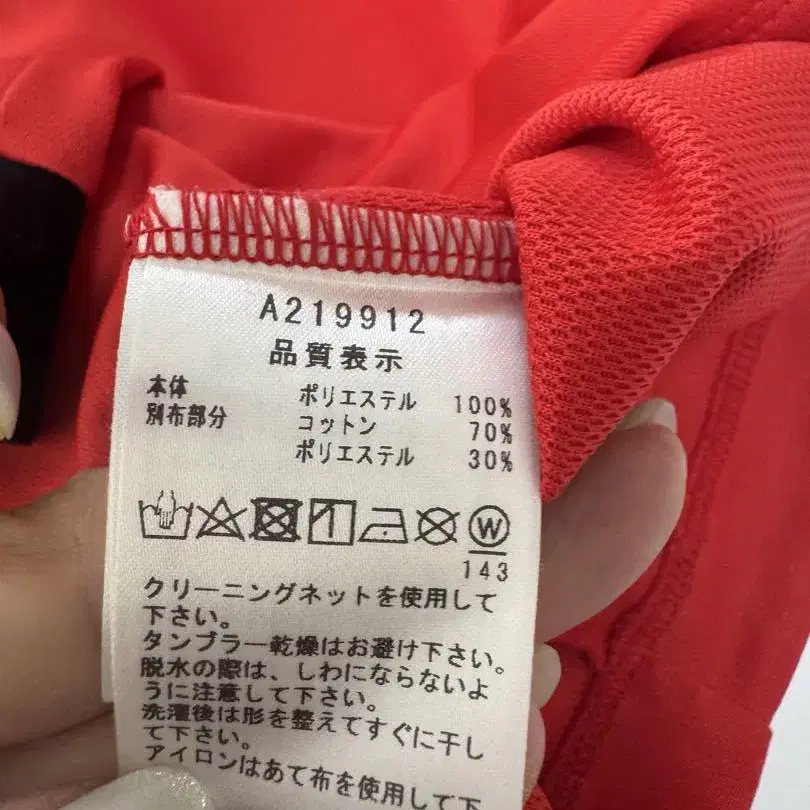 A219912
品質表示
本体 ポリエステル 100%
別布部分 コットン 70%
ポリエステル 30%
W
143
クリーニングネットを使用して
下さい。
タンブラー乾燥はお避け下さい。
脱水の際は、しわにならないよ
うに注意して下さい。
洗濯後は形を整えてすぐに干し
て下さい。
アイロンはあて布を使用して下